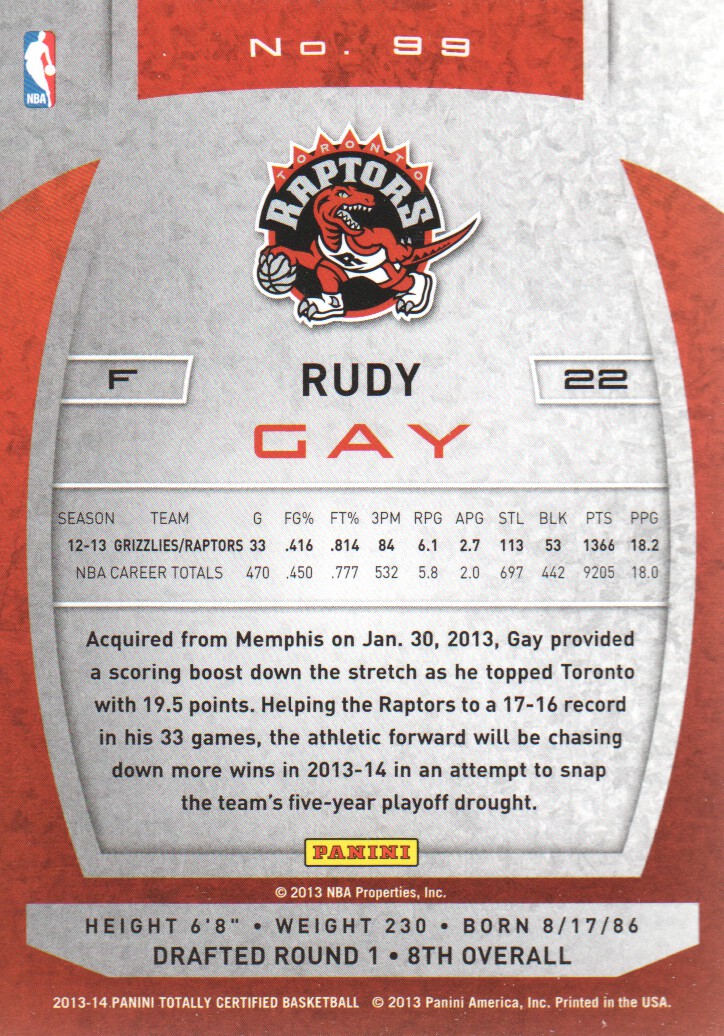 No. 99
NBA
TORONTO
RAPTORS
F
RUDY
22
GAY
SEASON TEAM G FG% FT% 3PM RPG APG STL BLK PTS PPG
12-13 GRIZZLIES/RAPTORS 33 .416 .814 84 6.1 2.7 113 53 1366 18.2
NBA CAREER TOTALS 470 .450 .777 532 5.8 2.0 697 442 9205 18.0
Acquired from Memphis on Jan. 30, 2013, Gay provided
a scoring boost down the stretch as he topped Toronto
with 19.5 points. Helping the Raptors to a 17-16 record
in his 33 games, the athletic forward will be chasing
down more wins in 2013-14 in an attempt to snap
the team's five-year playoff drought.
PANINI
© 2013 NBA Properties, Inc.
HEIGHT 6'8" • WEIGHT 230 • BORN 8/17/86
DRAFTED ROUND 1 • 8TH OVERALL
2013-14 PANINI TOTALLY CERTIFIED BASKETBALL © 2013 Panini America, Inc. Printed in the USA.